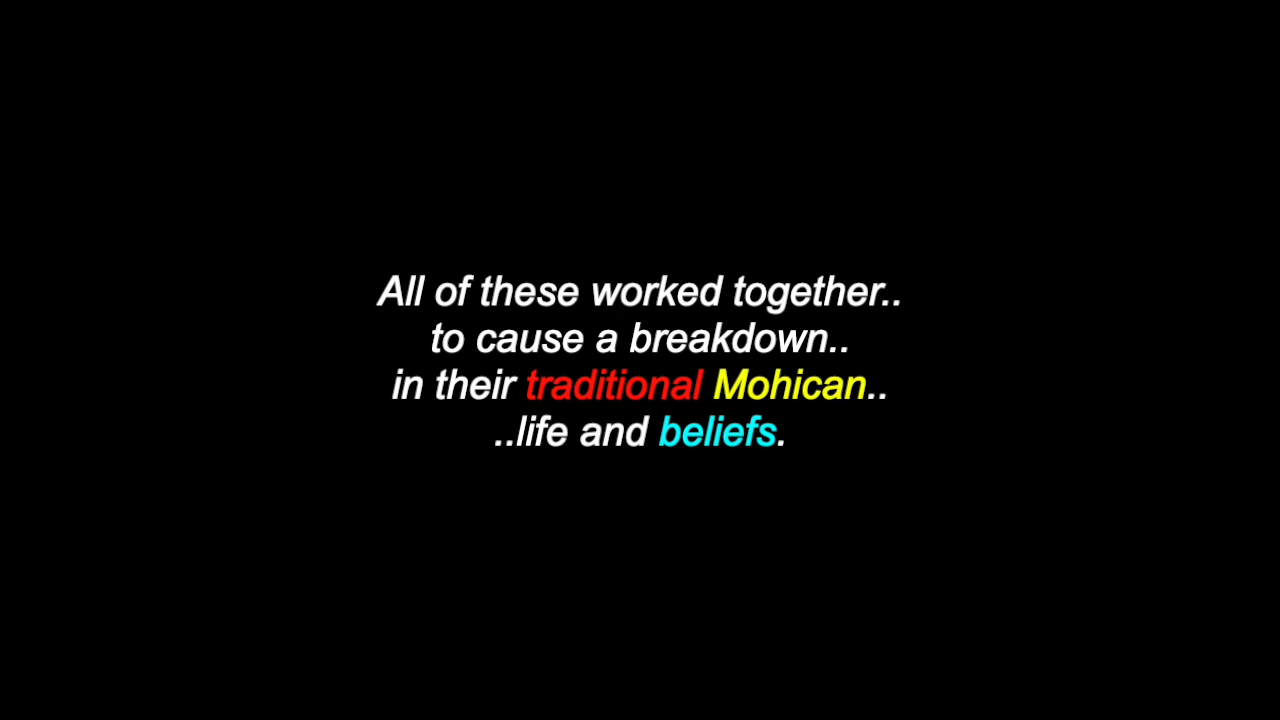 All of these worked together..
to cause a breakdown..
in their traditional Mohican..
..life and beliefs.